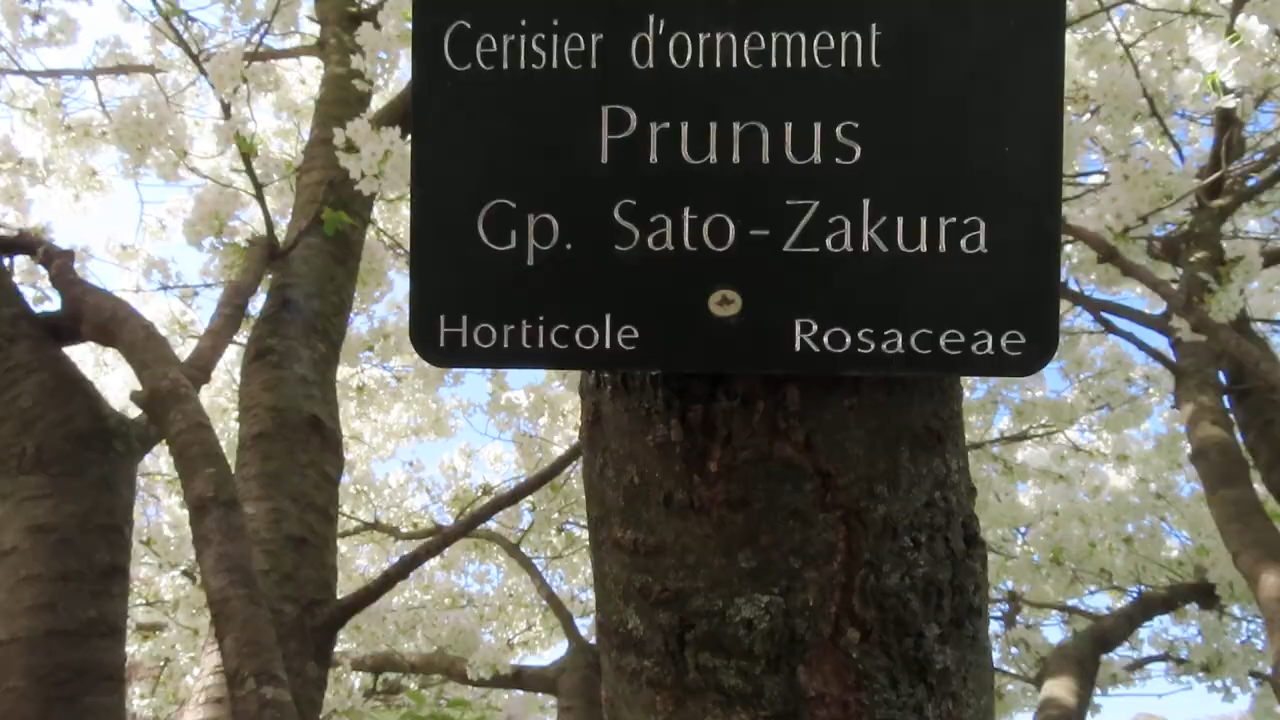 Cerisier d'ornement
Prunus
Gp. Sato-Zakura
Horticole Rosaceae